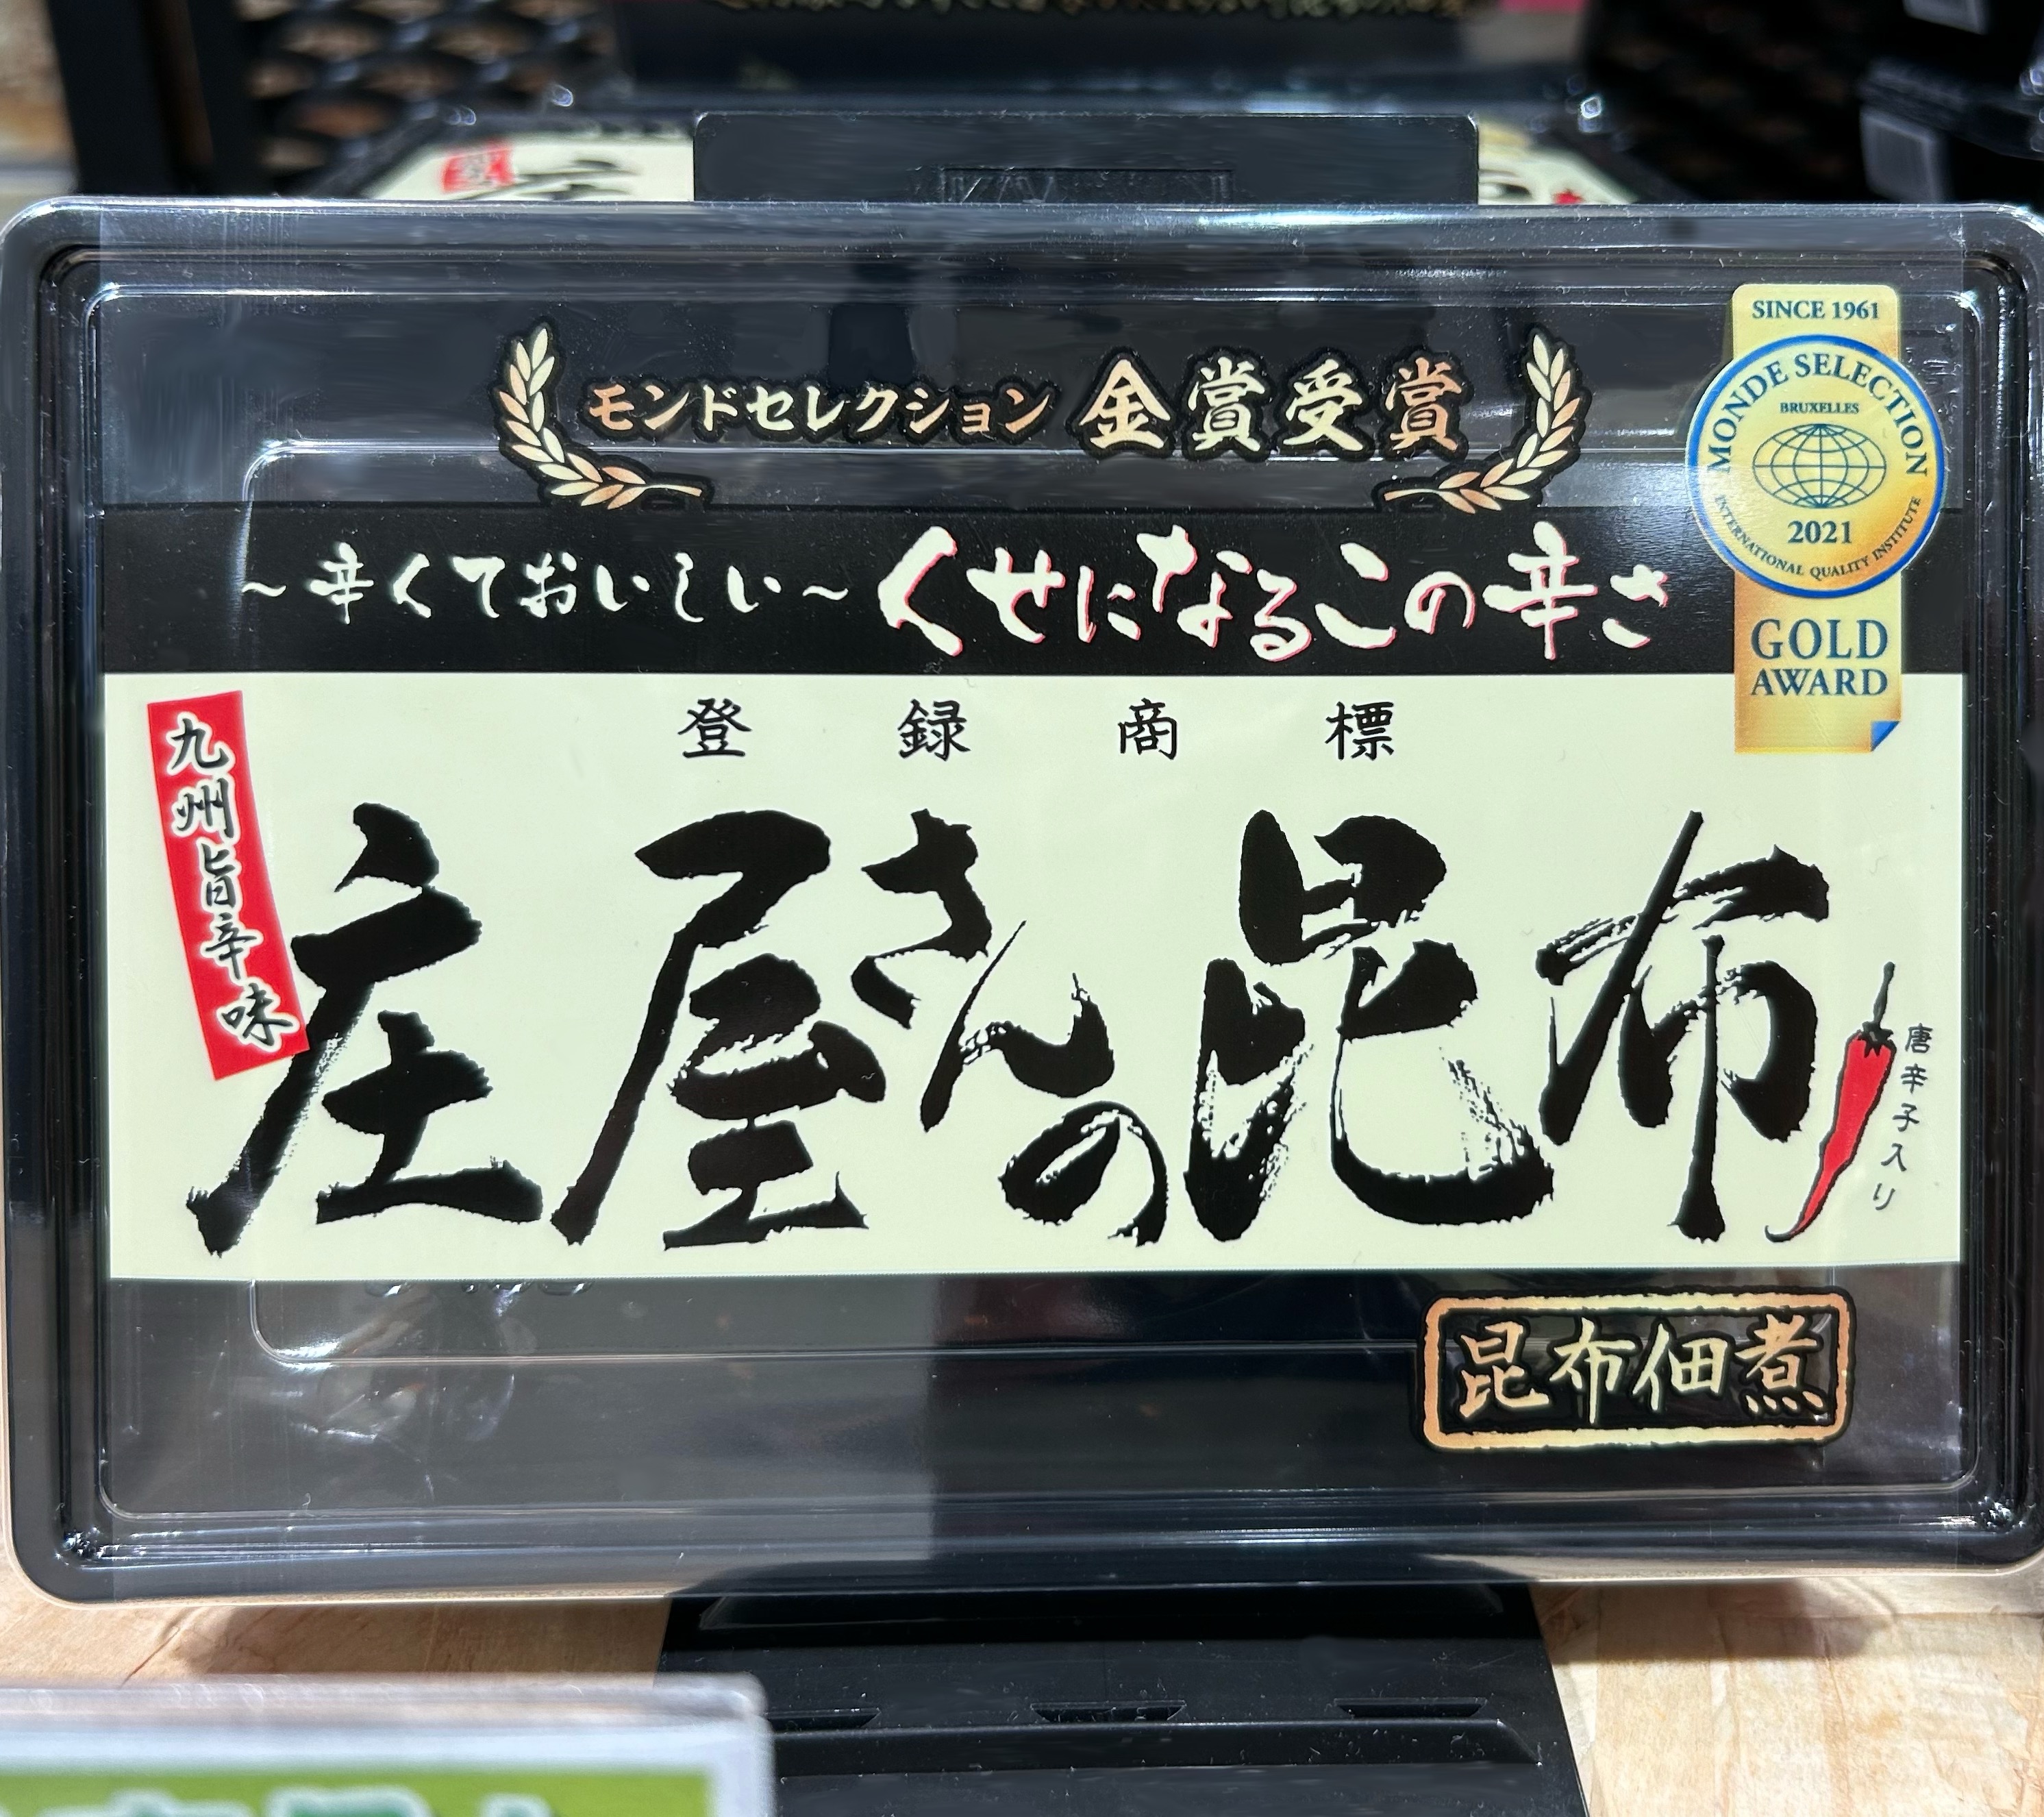 モンドセレクション 金賞受賞
SINCE 1961
MONDE SELECTION
BRUXELLES
2021
INTERNATIONAL QUALITY INSTITUTE
GOLD
AWARD
～辛くておいしい～くせになるこの辛さ
登録商標
九州旨辛味
庄屋さんの昆布
唐辛子入り
昆布佃煮